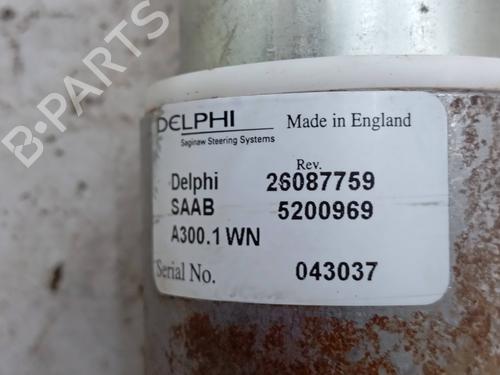 B-PARTS
DELPHI Made in England
Saginaw Steering Systems
Rev.
Delphi 26087759
SAAB 5200969
A300.1 WN
Serial No. 043037